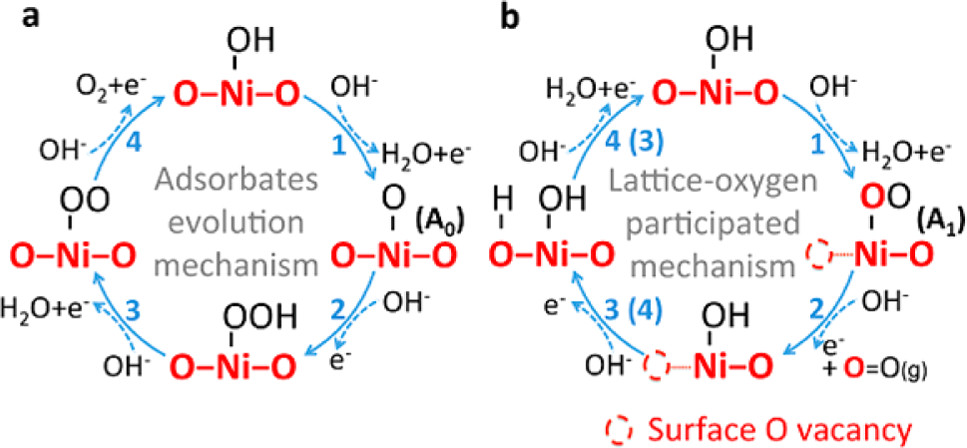 a
OH
O–Ni–O
O₂+e⁻
OH⁻
OH⁻
4
1
H₂O+e⁻
OO
O–Ni–O
Adsorbates
evolution
mechanism
O
(A₀)
O–Ni–O
H₂O+e⁻
3
OH⁻
2
OH⁻
e⁻
OOH
O–Ni–O
b
OH
O–Ni–O
H₂O+e⁻
OH⁻
OH⁻
4 (3)
1
H₂O+e⁻
H
OH
O–Ni–O
Lattice-oxygen
participated
mechanism
OO
(A₁)
Ni–O
e⁻
3 (4)
OH⁻
2
OH⁻
e⁻
+ O=O(g)
OH
Ni–O
Surface O vacancy